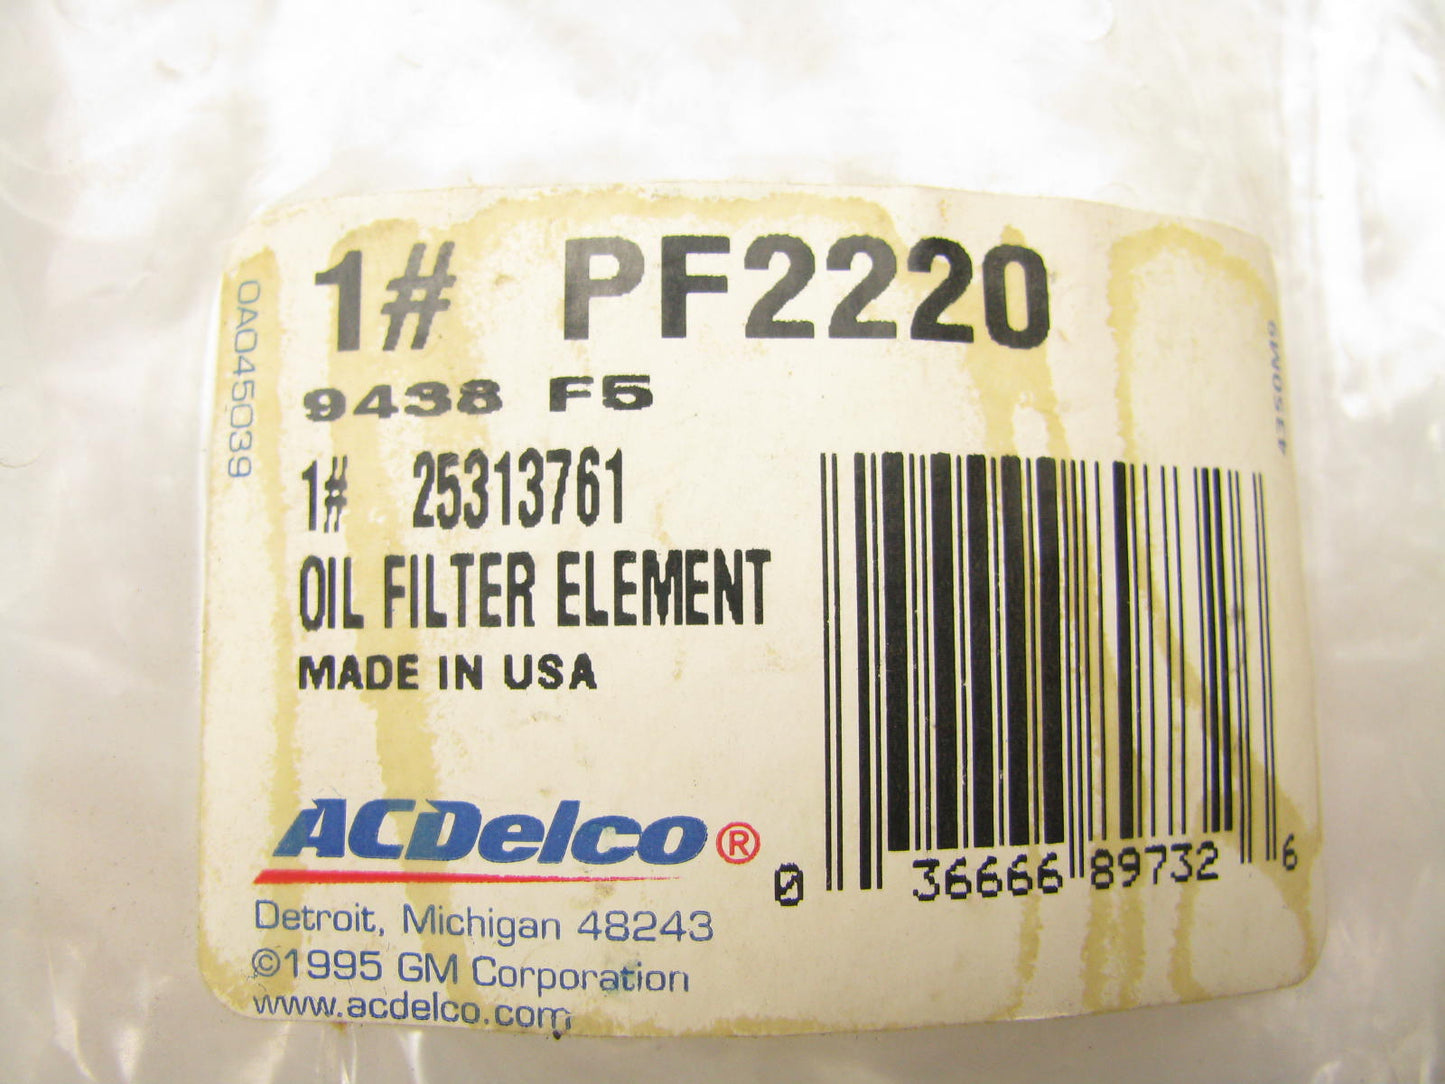 1# PF2220
9438 F5
1# 25313761
OIL FILTER ELEMENT
MADE IN USA
ACDelco®
Detroit, Michigan 48243
©1995 GM Corporation
www.acdelco.com
0 36666 89732 6
0A045039
4350M9